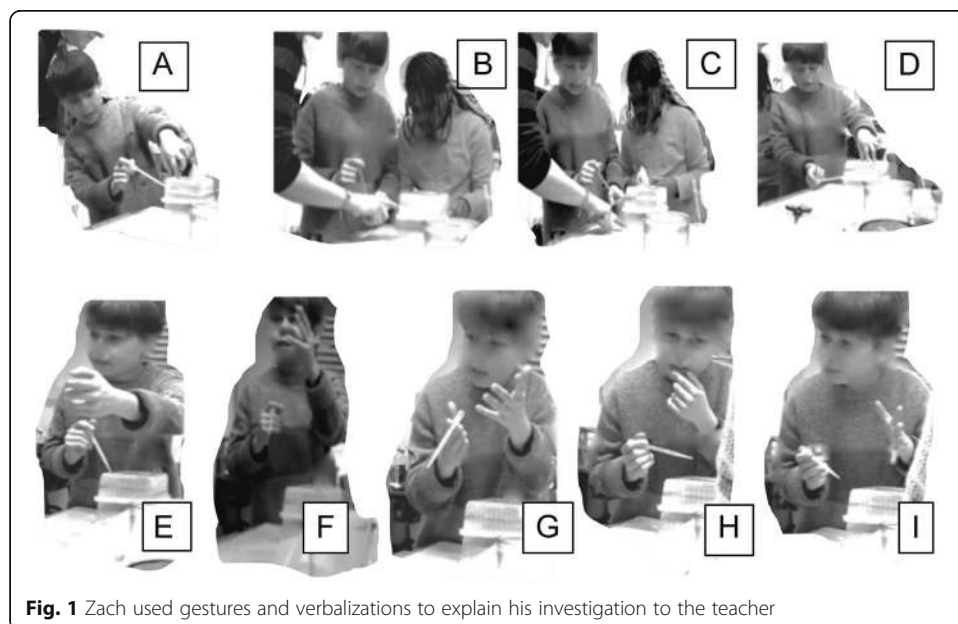 A
B
C
D
E
F
G
H
I
Fig. 1 Zach used gestures and verbalizations to explain his investigation to the teacher